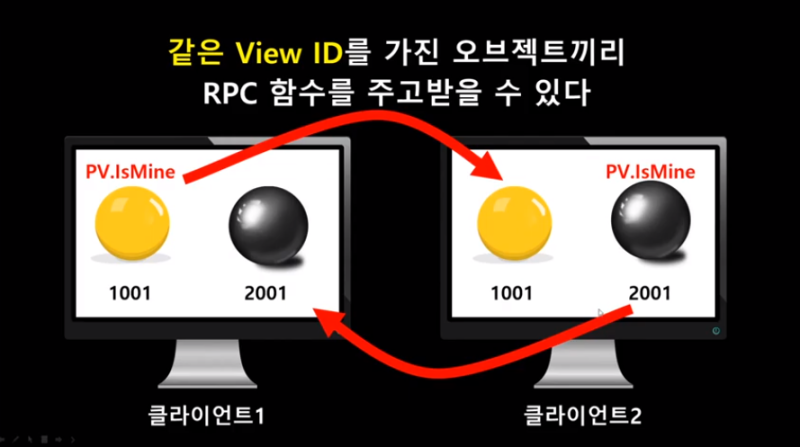 같은 View ID를 가진 오브젝트끼리
RPC 함수를 주고받을 수 있다
PV.IsMine
PV.IsMine
1001
2001
1001
2001
클라이언트1
클라이언트2